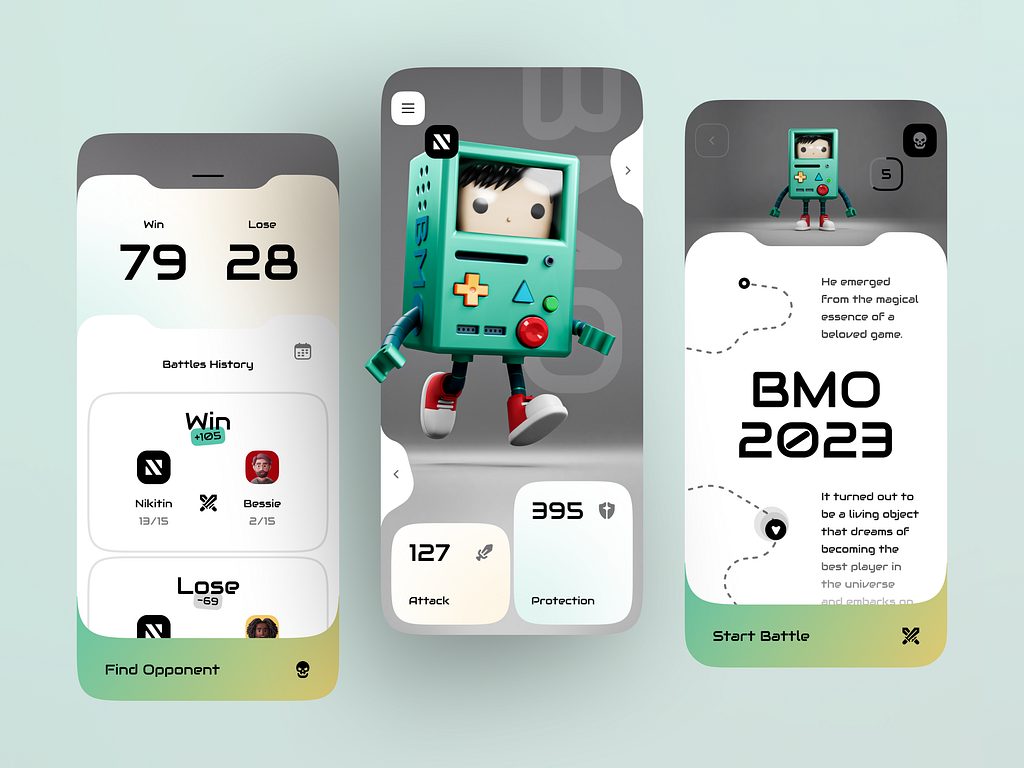 Win
Lose
79
28
Battles History
Win
+105
Nikitin
Bessie
13/15
2/15
Lose
-69
Find Opponent
BMO
BMO
127
Attack
395
Protection
5
He emerged
from the magical
essence of a
beloved game.
BMO
2023
It turned out to
be a living object
that dreams of
becoming the
best player in
the universe
and embarks on
Start Battle